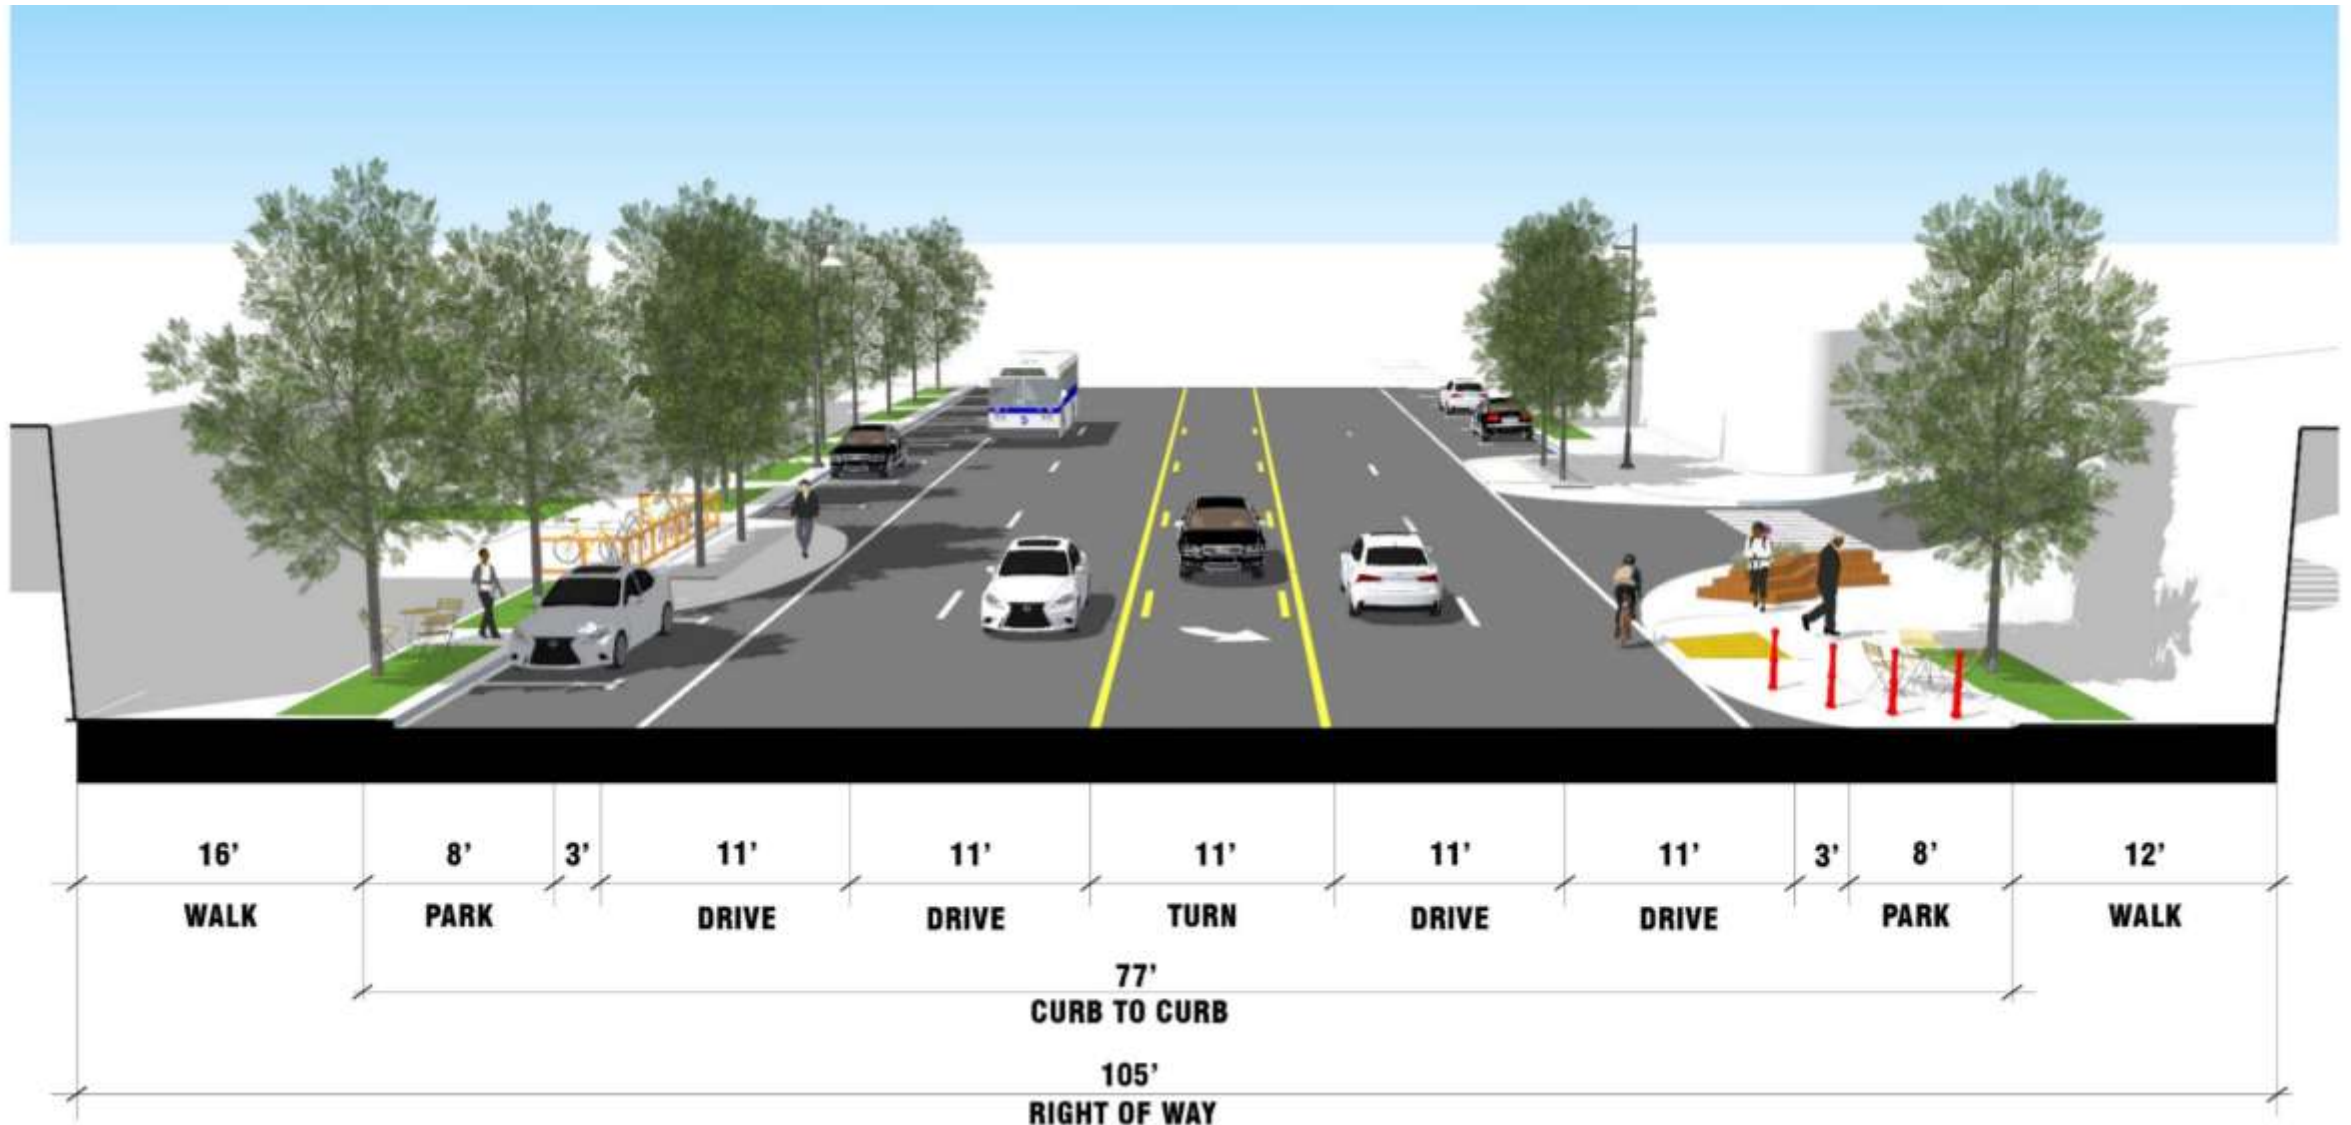 16' 8' 3' 11' 11' 11' 11' 11' 3' 8' 12'
WALK PARK DRIVE DRIVE TURN DRIVE DRIVE PARK WALK
77'
CURB TO CURB
105'
RIGHT OF WAY